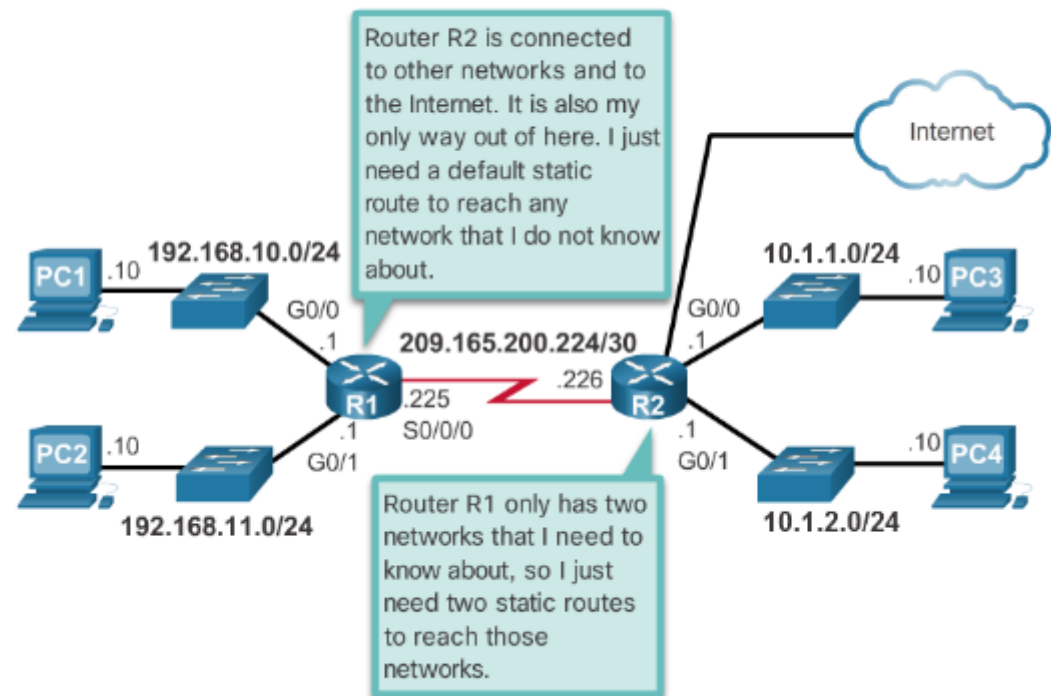 Router R2 is connected
to other networks and to
the Internet. It is also my
only way out of here. I just
need a default static
route to reach any
network that I do not know
about.
Internet
192.168.10.0/24
10.1.1.0/24
PC1
.10
.10
PC3
G0/0
.1
G0/0
.1
209.165.200.224/30
R1
.225
S0/0/0
.226
R2
PC2
.10
.1
G0/1
.1
G0/1
.10
PC4
192.168.11.0/24
10.1.2.0/24
Router R1 only has two
networks that I need to
know about, so I just
need two static routes
to reach those
networks.